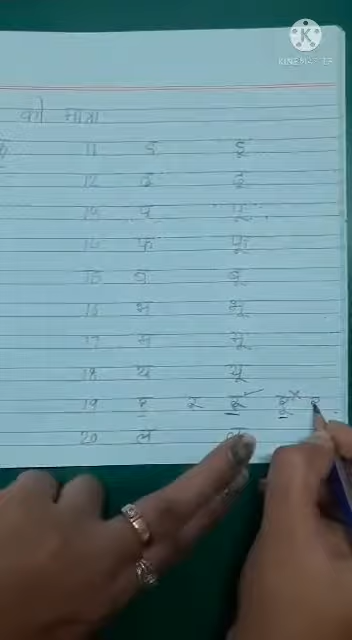 KINEMASTER
की मात्रा
11 ड डू
12 ढ ढू
13 प पू
14 फ फू
15 ब बू
16 भ भू
17 म मू
18 य यू
19 र र रू ✓ रू × र
20 ल लू